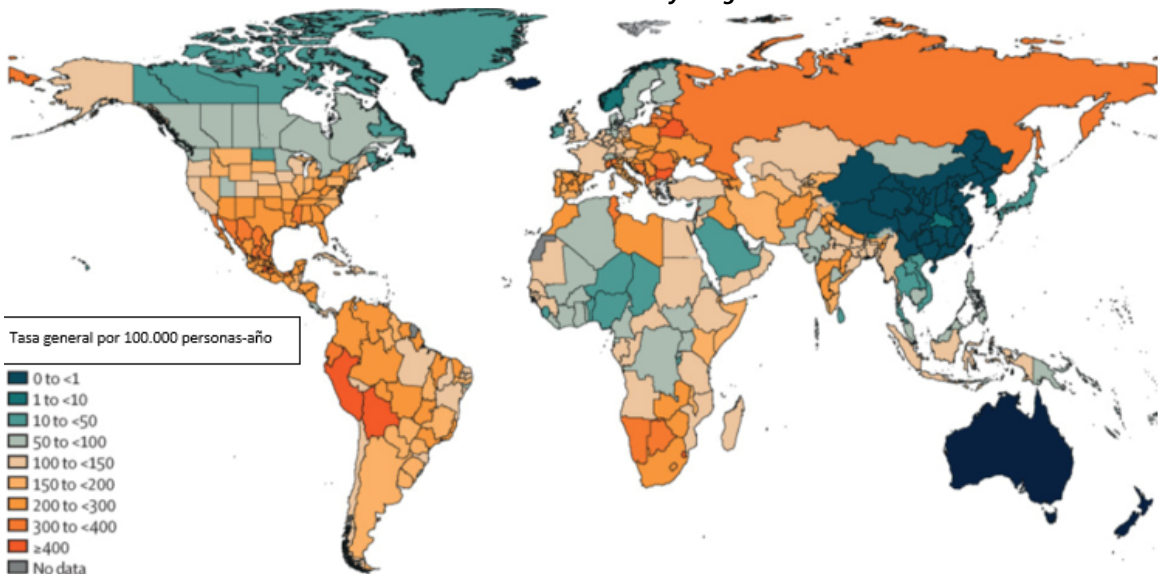 Tasa general por 100.000 personas-año
0 to <1
1 to <10
10 to <50
50 to <100
100 to <150
150 to <200
200 to <300
300 to <400
≥400
No data